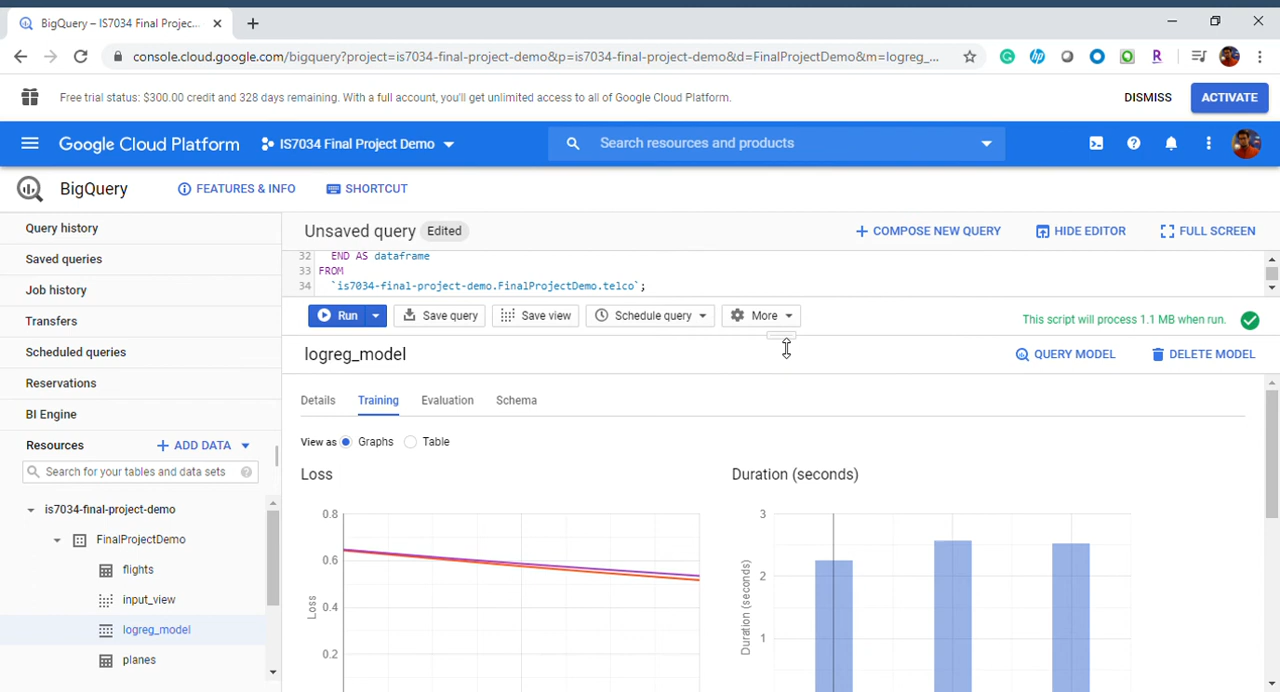 BigQuery – IS7034 Final Projec...
console.cloud.google.com/bigquery?project=is7034-final-project-demo&p=is7034-final-project-demo&d=FinalProjectDemo&m=logreg_...
Free trial status: $300.00 credit and 328 days remaining. With a full account, you'll get unlimited access to all of Google Cloud Platform.
DISMISS
ACTIVATE
Google Cloud Platform
IS7034 Final Project Demo
Search resources and products
BigQuery
FEATURES & INFO
SHORTCUT
Query history
Saved queries
Job history
Transfers
Scheduled queries
Reservations
BI Engine
Resources
ADD DATA
Search for your tables and data sets
is7034-final-project-demo
FinalProjectDemo
flights
input_view
logreg_model
planes
Unsaved query
Edited
COMPOSE NEW QUERY
HIDE EDITOR
FULL SCREEN
32 END AS dataframe
33 FROM
34 `is7034-final-project-demo.FinalProjectDemo.telco`;
Run
Save query
Save view
Schedule query
More
This script will process 1.1 MB when run.
logreg_model
QUERY MODEL
DELETE MODEL
Details
Training
Evaluation
Schema
View as
Graphs
Table
Loss
0.8
0.6
0.4
0.2
Loss
Duration (seconds)
3
2
1
Duration (seconds)